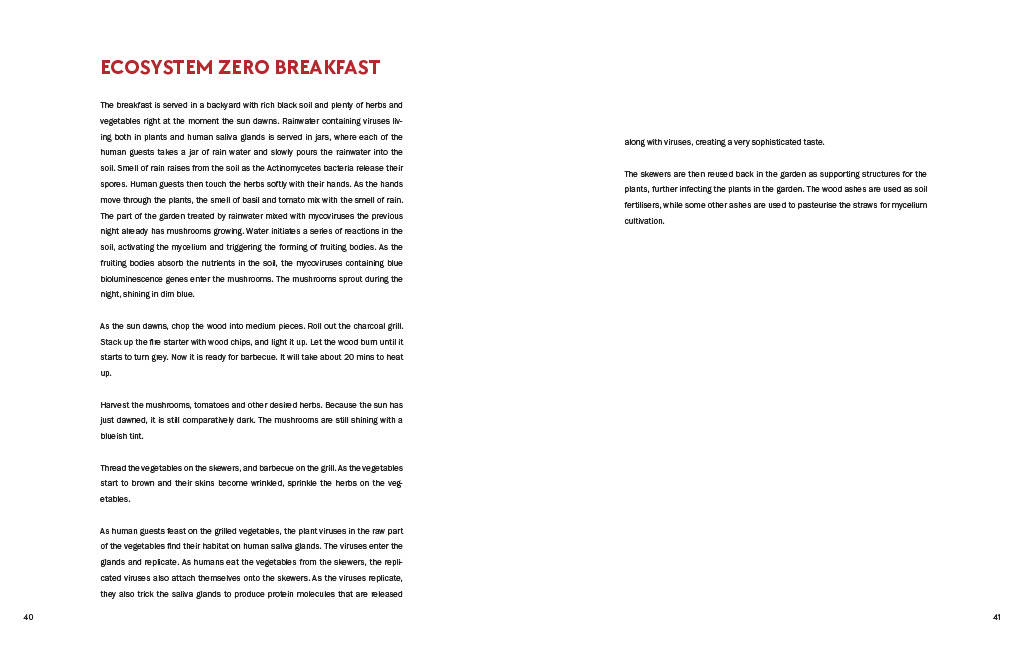 ECOSYSTEM ZERO BREAKFAST
The breakfast is served in a backyard with rich black soil and plenty of herbs and
vegetables right at the moment the sun dawns. Rainwater containing viruses liv-
ing both in plants and human saliva glands is served in jars, where each of the
human guests takes a jar of rain water and slowly pours the rainwater into the
soil. Smell of rain raises from the soil as the Actinomycetes bacteria release their
spores. Human guests then touch the herbs softly with their hands. As the hands
move through the plants, the smell of basil and tomato mix with the smell of rain.
The part of the garden treated by rainwater mixed with mycoviruses the previous
night already has mushrooms growing. Water initiates a series of reactions in the
soil, activating the mycelium and triggering the forming of fruiting bodies. As the
fruiting bodies absorb the nutrients in the soil, the mycoviruses containing blue
bioluminescence genes enter the mushrooms. The mushrooms sprout during the
night, shining in dim blue.
As the sun dawns, chop the wood into medium pieces. Roll out the charcoal grill.
Stack up the fire starter with wood chips, and light it up. Let the wood burn until it
starts to turn grey. Now it is ready for barbecue. It will take about 20 mins to heat
up.
Harvest the mushrooms, tomatoes and other desired herbs. Because the sun has
just dawned, it is still comparatively dark. The mushrooms are still shining with a
blueish tint.
Thread the vegetables on the skewers, and barbecue on the grill. As the vegetables
start to brown and their skins become wrinkled, sprinkle the herbs on the veg-
etables.
As human guests feast on the grilled vegetables, the plant viruses in the raw part
of the vegetables find their habitat on human saliva glands. The viruses enter the
glands and replicate. As humans eat the vegetables from the skewers, the repli-
cated viruses also attach themselves onto the skewers. As the viruses replicate,
they also trick the saliva glands to produce protein molecules that are released
40
along with viruses, creating a very sophisticated taste.
The skewers are then reused back in the garden as supporting structures for the
plants, further infecting the plants in the garden. The wood ashes are used as soil
fertilisers, while some other ashes are used to pasteurise the straws for mycelium
cultivation.
41